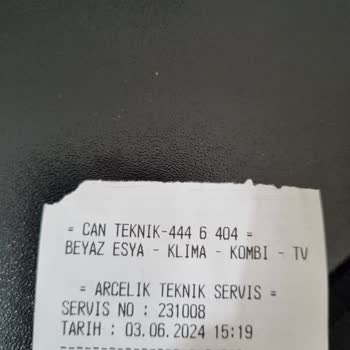 = CAN TEKNIK-444 6 404 =
BEYAZ ESYA - KLIMA - KOMBI - TV
= ARCELIK TEKNIK SERVIS =
SERVIS NO : 231008
TARIH : 03.06.2024 15:19